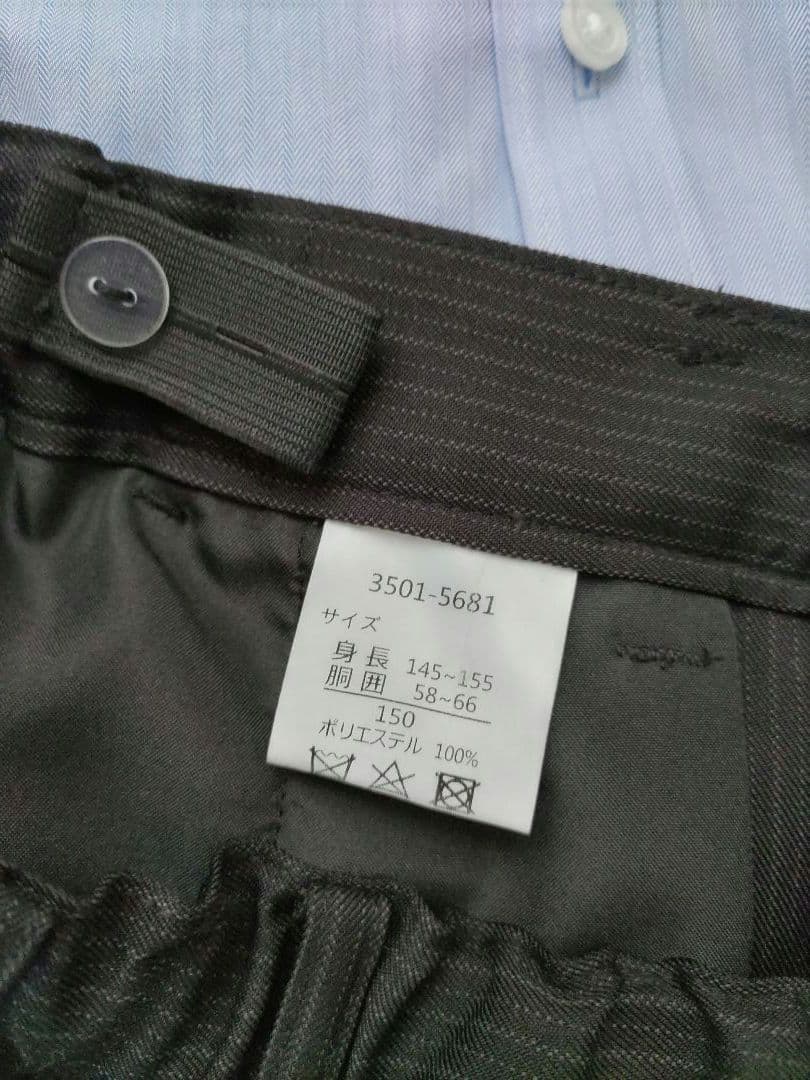 3501-5681
サイズ
身長 145~155
胴囲 58~66
150
ポリエステル 100%